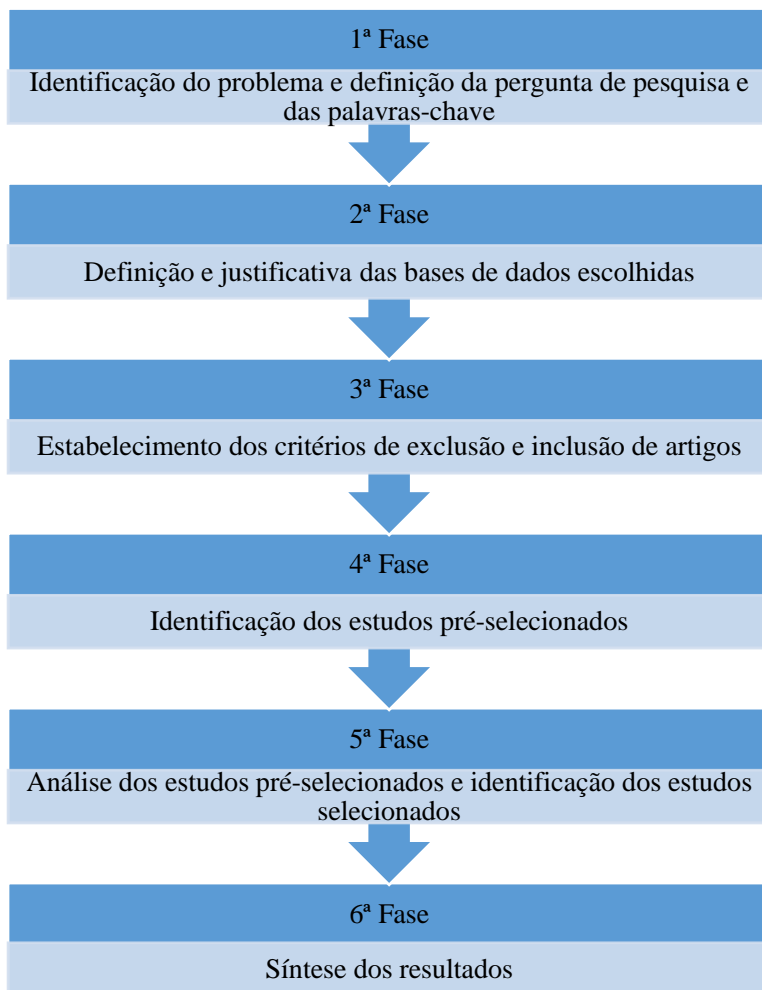 1ª Fase
Identificação do problema e definição da pergunta de pesquisa e
das palavras-chave
2ª Fase
Definição e justificativa das bases de dados escolhidas
3ª Fase
Estabelecimento dos critérios de exclusão e inclusão de artigos
4ª Fase
Identificação dos estudos pré-selecionados
5ª Fase
Análise dos estudos pré-selecionados e identificação dos estudos
selecionados
6ª Fase
Síntese dos resultados